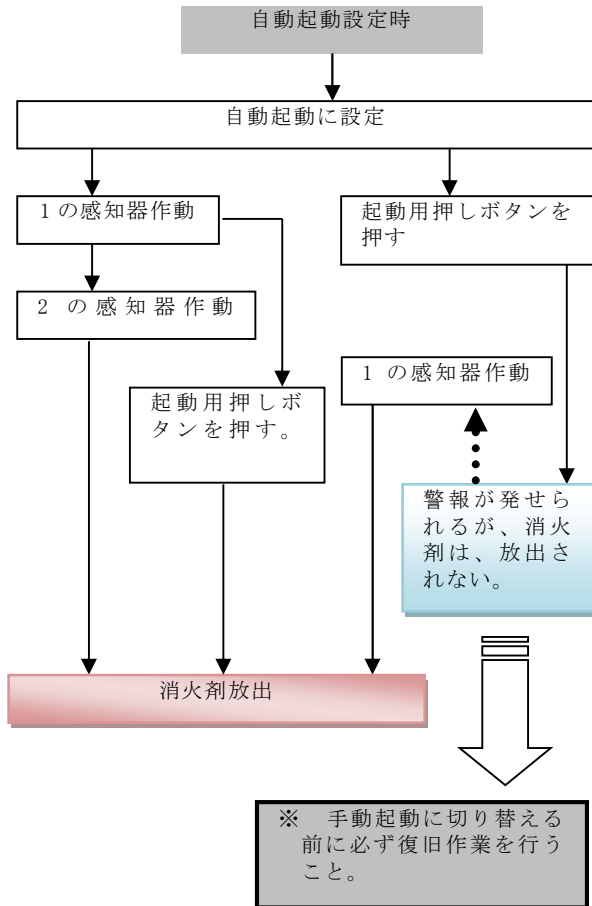 自動起動設定時
自動起動に設定
1の感知器作動
起動用押しボタンを
押す
2の感知器作動
1の感知器作動
起動用押しボ
タンを押す。
警報が発せら
れるが、消火
剤は、放出さ
れない。
消火剤放出
※　手動起動に切り替える
前に必ず復旧作業を行う
こと。